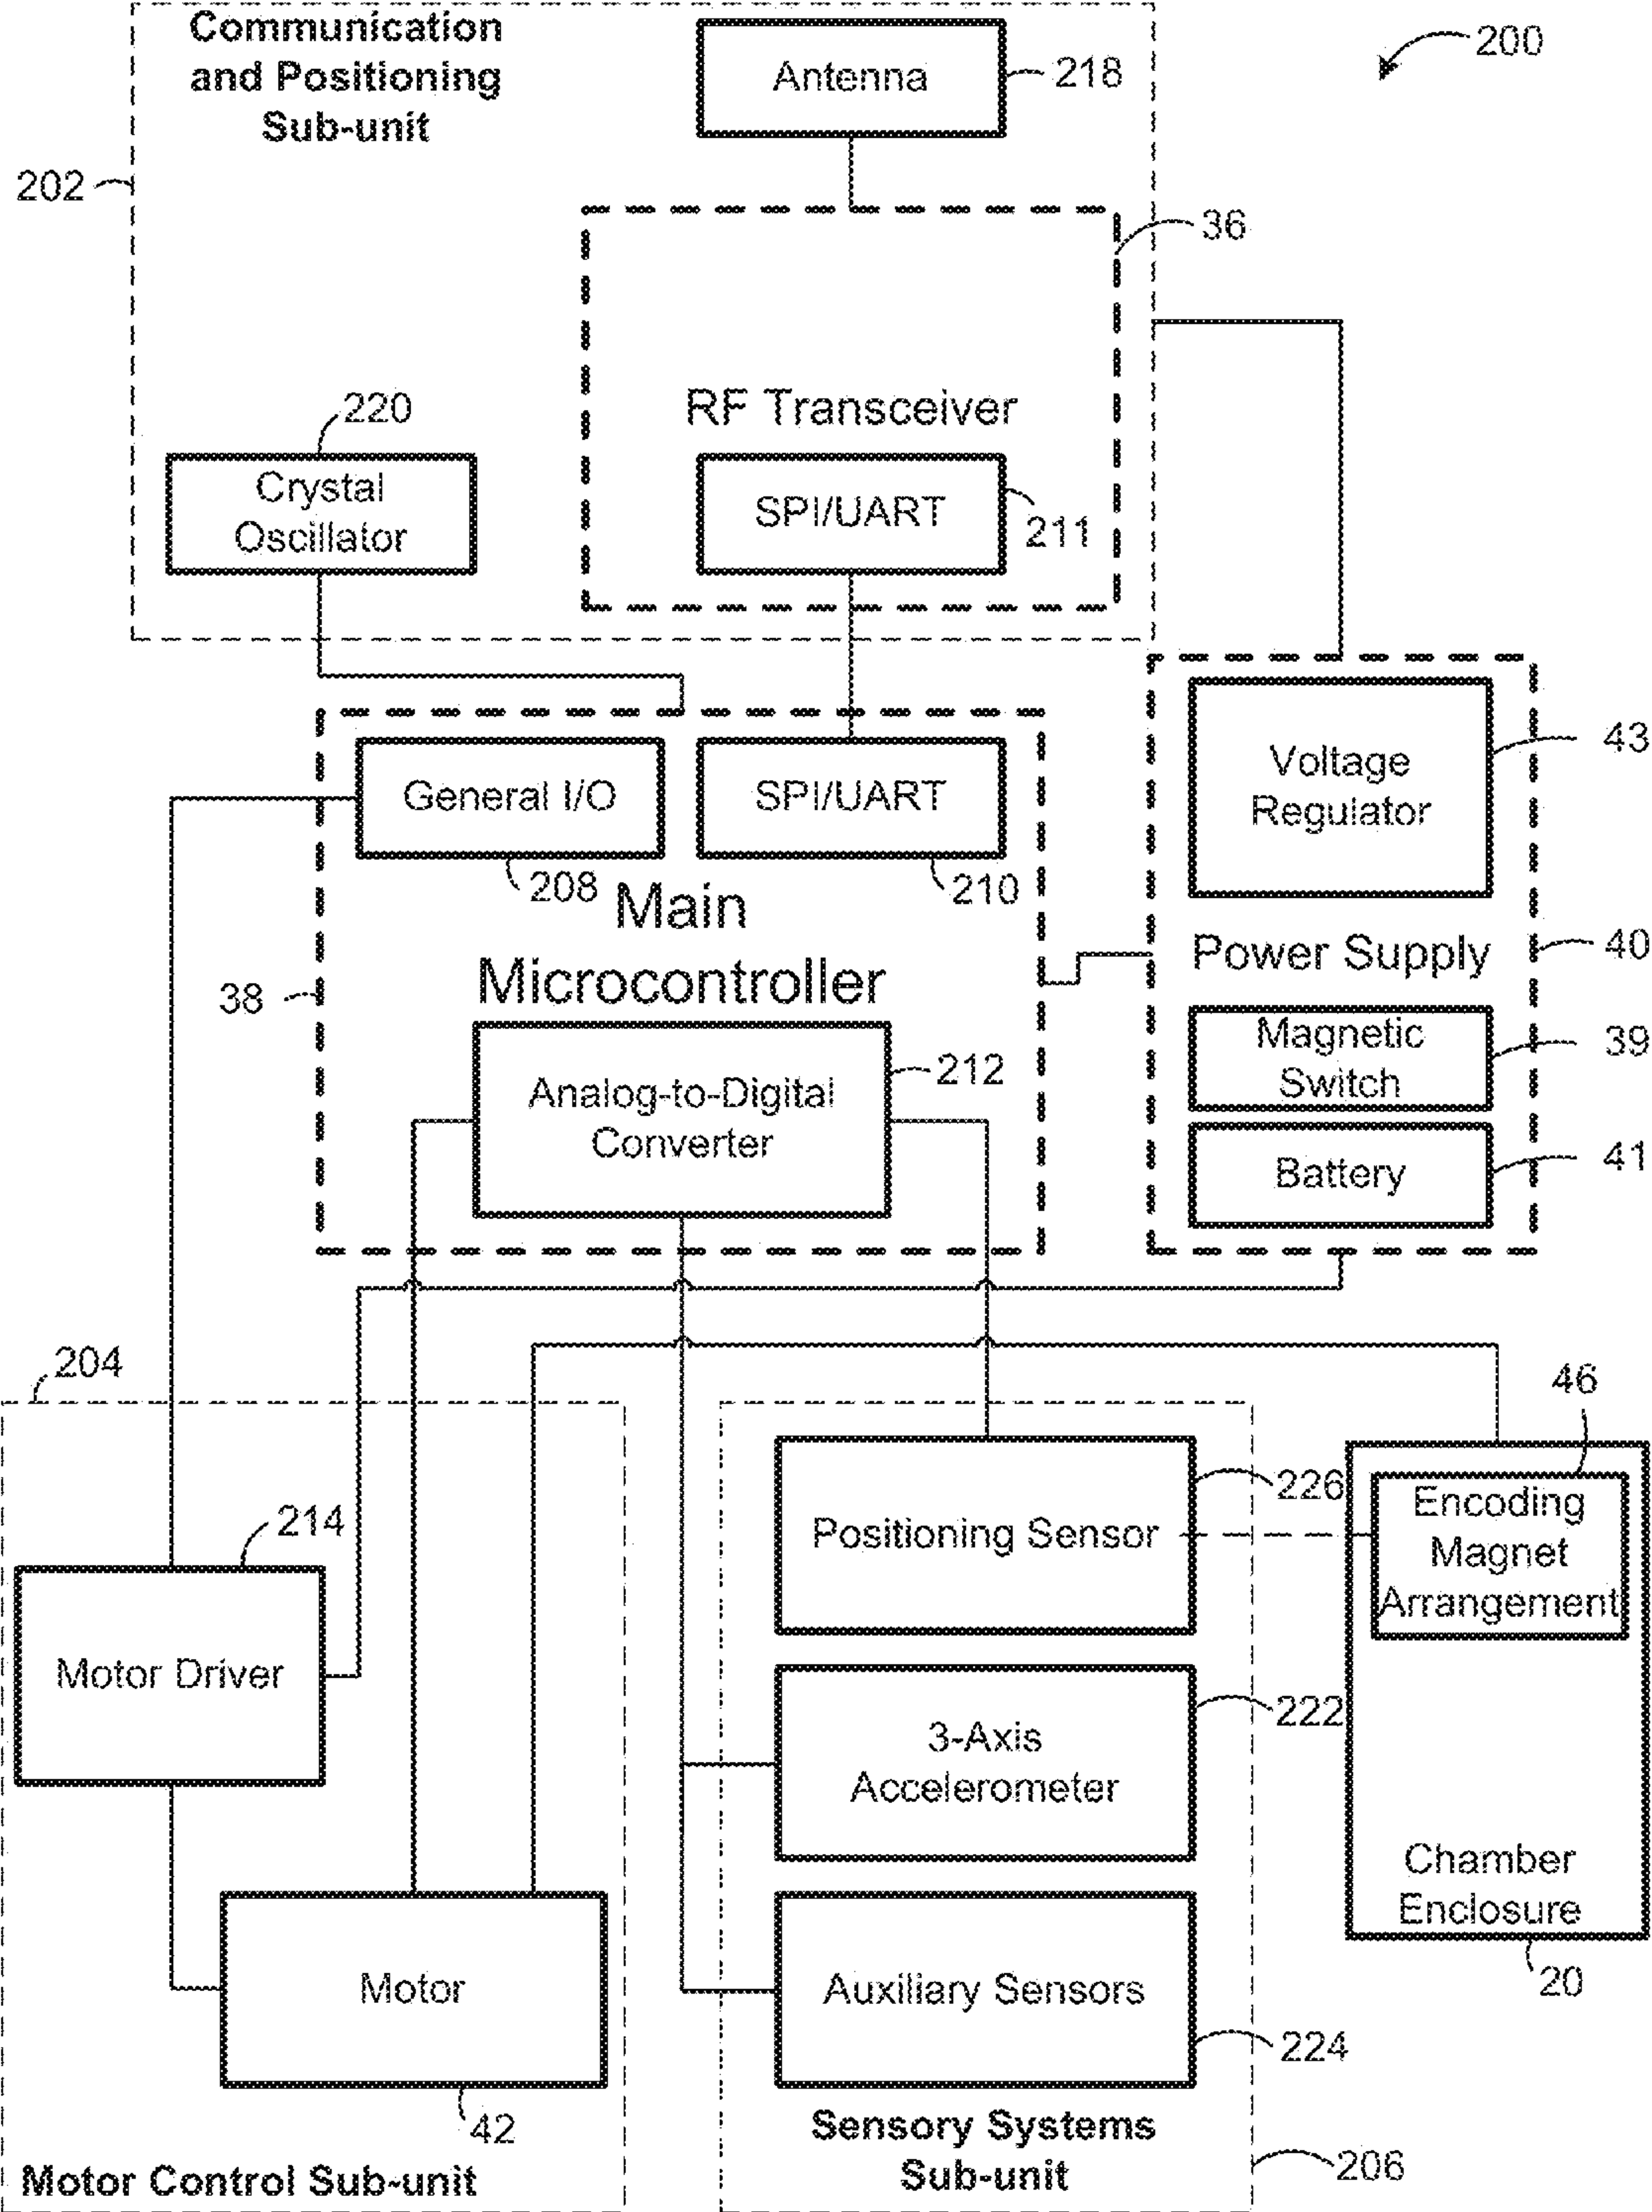 Communication
and Positioning
Sub-unit
Antenna
218
200
202
36
RF Transceiver
220
Crystal
Oscillator
SPI/UART
211
General I/O
SPI/UART
Voltage
Regulator
43
208
210
Main
Microcontroller
38
Power Supply
40
Magnetic
Switch
39
Analog-to-Digital
Converter
212
Battery
41
204
46
226
Encoding
Magnet
Arrangement
Positioning Sensor
214
Motor Driver
222
3-Axis
Accelerometer
Chamber
Enclosure
20
Motor
Auxiliary Sensors
224
42
Sensory Systems
Sub-unit
206
Motor Control Sub-unit